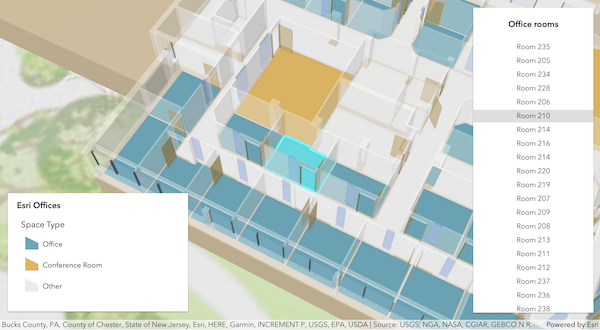 Office rooms
Room 235
Room 205
Room 234
Room 228
Room 206
Room 210
Room 214
Room 216
Room 214
Room 220
Room 219
Room 207
Room 209
Room 208
Room 213
Room 211
Room 212
Room 237
Room 236
Room 238
Esri Offices
Space Type
Office
Conference Room
Other
Bucks County, PA, County of Chester, State of New Jersey, Esri, HERE, Garmin, INCREMENT P, USGS, EPA, USDA | Source: USGS, NGA, NASA, CGIAR, GEBCO,N R... Powered by Esri